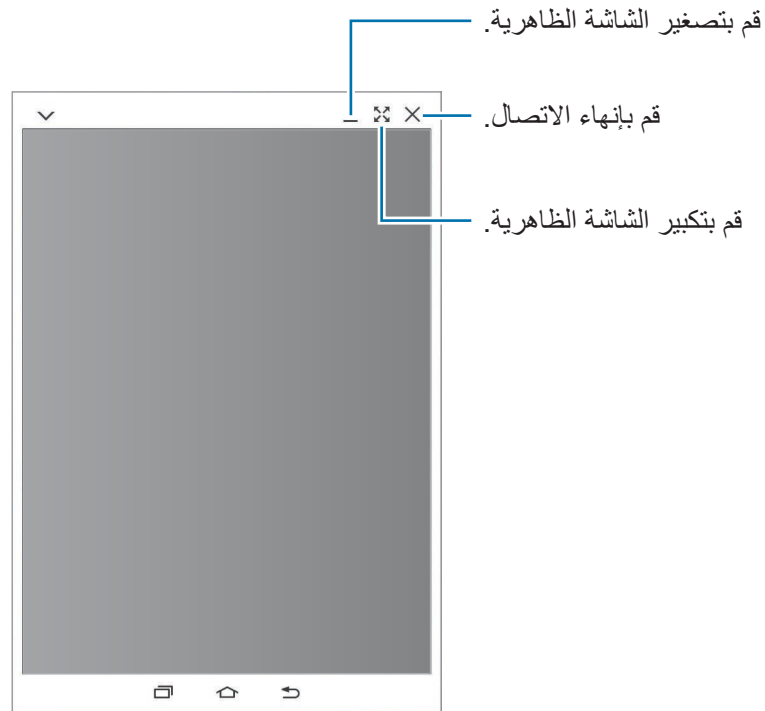 قم بتصغير الشاشة الظاهرية.
قم بإنهاء الاتصال.
قم بتكبير الشاشة الظاهرية.